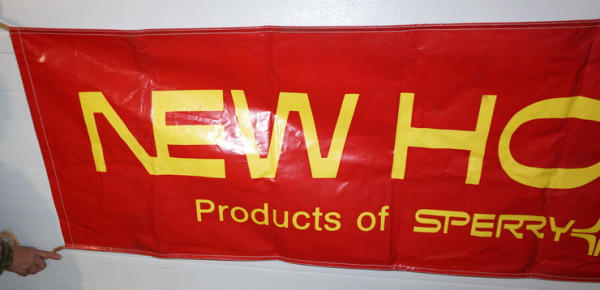 NEW HO
Products of SPERRY